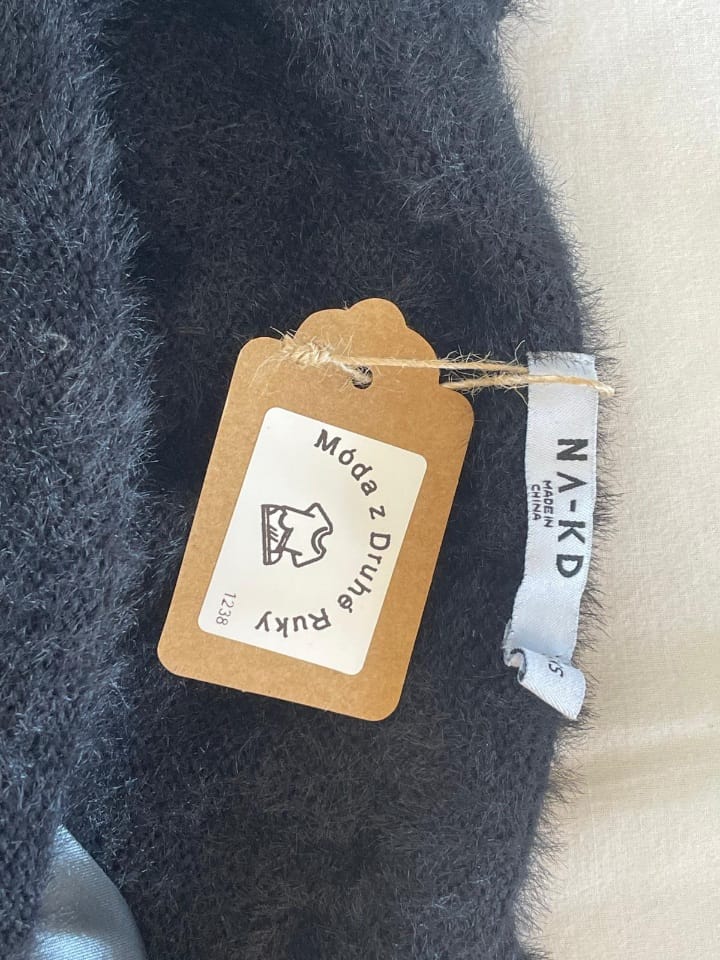 Móda z Druhé Ruky
1238
NA-KD
MADE IN
CHINA